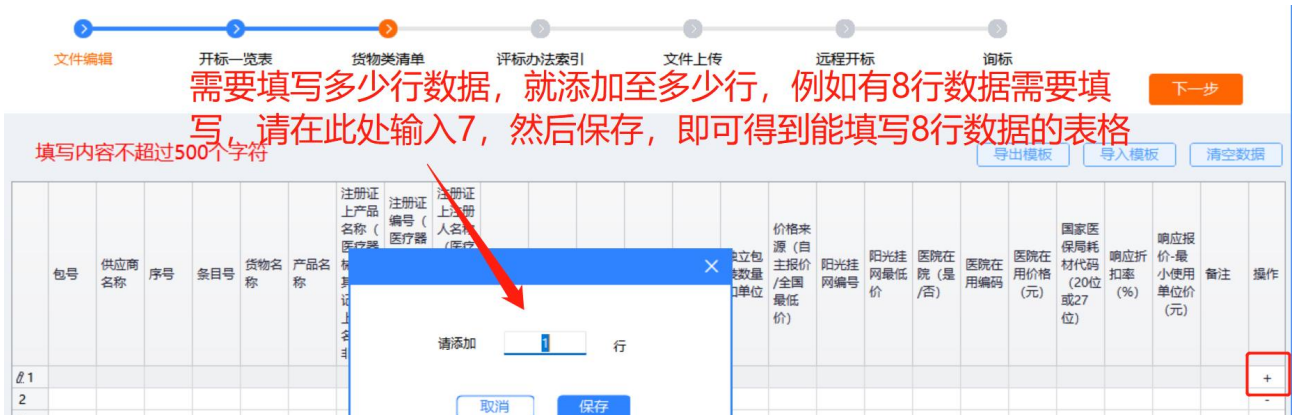 文件编辑 开标一览表 货物类清单 评标办法索引 文件上传 远程开标 询标
需要填写多少行数据，就添加至多少行，例如有8行数据需要填
下一步
写，请在此处输入7，然后保存，即可得到能填写8行数据的表格
填写内容不超过500个字符
导出模板 导入模板 清空数据
包号
供应商
名称
序号
条目号
货物名
称
产品名
称
注册证
上产品
名称（
医疗器
注册证
编号（
医疗器
注册证
上注册
人名称
（医疗
独立包
装数量
单位
价格来
源（自
主报价
/全国
最低
价）
阳光挂
网编号
阳光挂
网最低
价
医院在
院（是
/否）
医院在
用编码
医院在
用价格
（元）
国家医
保局耗
材代码
（20位
或27
位）
响应折
扣率
（%）
响应报
价-最
小使用
单位价
（元）
备注
操作
请添加 1 行
取消 保存
1 +
2 -